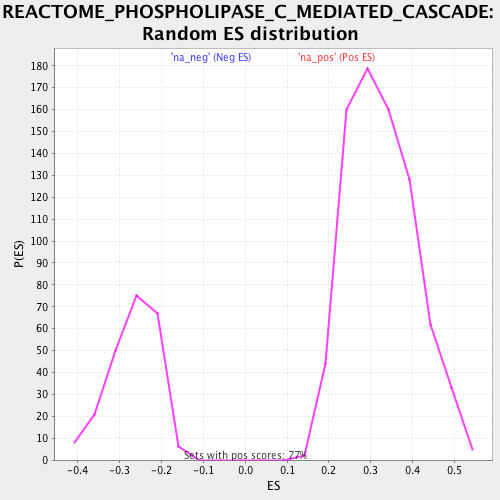 REACTOME_PHOSPHOLIPASE_C_MEDIATED_CASCADE:
Random ES distribution
'na_neg' (Neg ES) 'na_pos' (Pos ES)
180
170
160
150
140
130
120
110
100
90
80
70
60
50
40
30
20
10
0
P(ES)
Sets with pos scores: 77%
-0.4 -0.3 -0.2 -0.1 0.0 0.1 0.2 0.3 0.4 0.5
ES